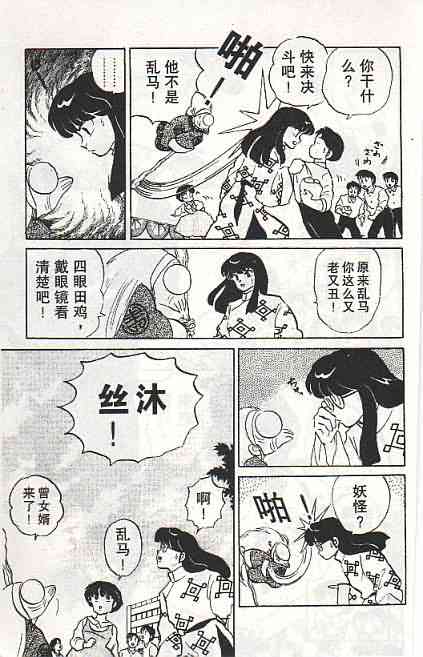 你干什
么?
快来决
斗吧!
啪!
他不是
乱马!
…………
原来乱马
你这么又
老又丑!
四眼田鸡,
戴眼镜看
清楚吧!
妖怪?
啪!
沐
丝!
啊!
乱马!
曾女婿
来了!